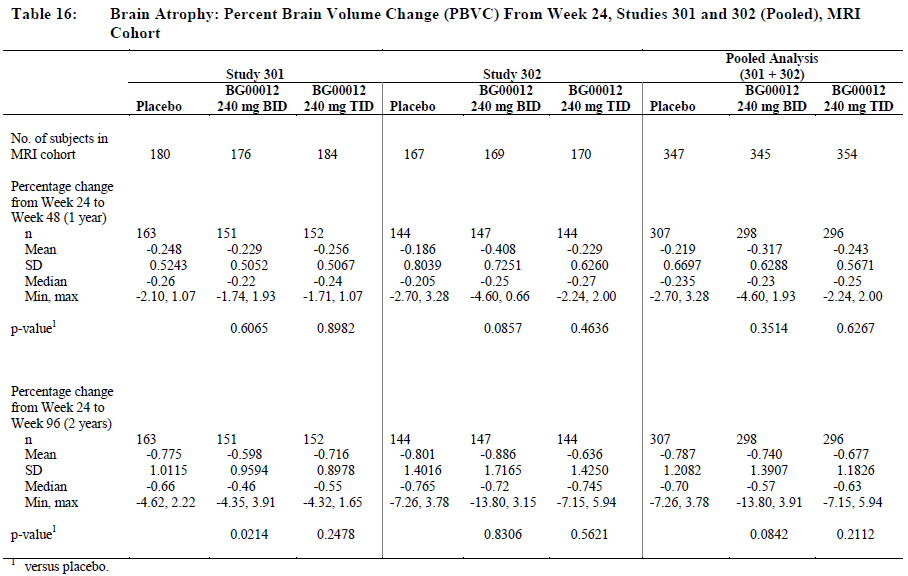 Table 16: Brain Atrophy: Percent Brain Volume Change (PBVC) From Week 24, Studies 301 and 302 (Pooled), MRI
Cohort
Pooled Analysis
Study 301 Study 302 (301 + 302)
BG00012 BG00012 BG00012 BG00012 BG00012 BG00012
Placebo 240 mg BID 240 mg TID Placebo 240 mg BID 240 mg TID Placebo 240 mg BID 240 mg TID
No. of subjects in
MRI cohort 180 176 184 167 169 170 347 345 354
Percentage change
from Week 24 to
Week 48 (1 year)
n 163 151 152 144 147 144 307 298 296
Mean -0.248 -0.229 -0.256 -0.186 -0.408 -0.229 -0.219 -0.317 -0.243
SD 0.5243 0.5052 0.5067 0.8039 0.7251 0.6260 0.6697 0.6288 0.5671
Median -0.26 -0.22 -0.24 -0.205 -0.25 -0.27 -0.235 -0.23 -0.25
Min, max -2.10, 1.07 -1.74, 1.93 -1.71, 1.07 -2.70, 3.28 -4.60, 0.66 -2.24, 2.00 -2.70, 3.28 -4.60, 1.93 -2.24, 2.00
p-value1 0.6065 0.8982 0.0857 0.4636 0.3514 0.6267
Percentage change
from Week 24 to
Week 96 (2 years)
n 163 151 152 144 147 144 307 298 296
Mean -0.775 -0.598 -0.716 -0.801 -0.886 -0.636 -0.787 -0.740 -0.677
SD 1.0115 0.9594 0.8978 1.4016 1.7165 1.4250 1.2082 1.3907 1.1826
Median -0.66 -0.46 -0.55 -0.765 -0.72 -0.745 -0.70 -0.57 -0.63
Min, max -4.62, 2.22 -4.35, 3.91 -4.32, 1.65 -7.26, 3.78 -13.80, 3.15 -7.15, 5.94 -7.26, 3.78 -13.80, 3.91 -7.15, 5.94
p-value1 0.0214 0.2478 0.8306 0.5621 0.0842 0.2112
1 versus placebo.